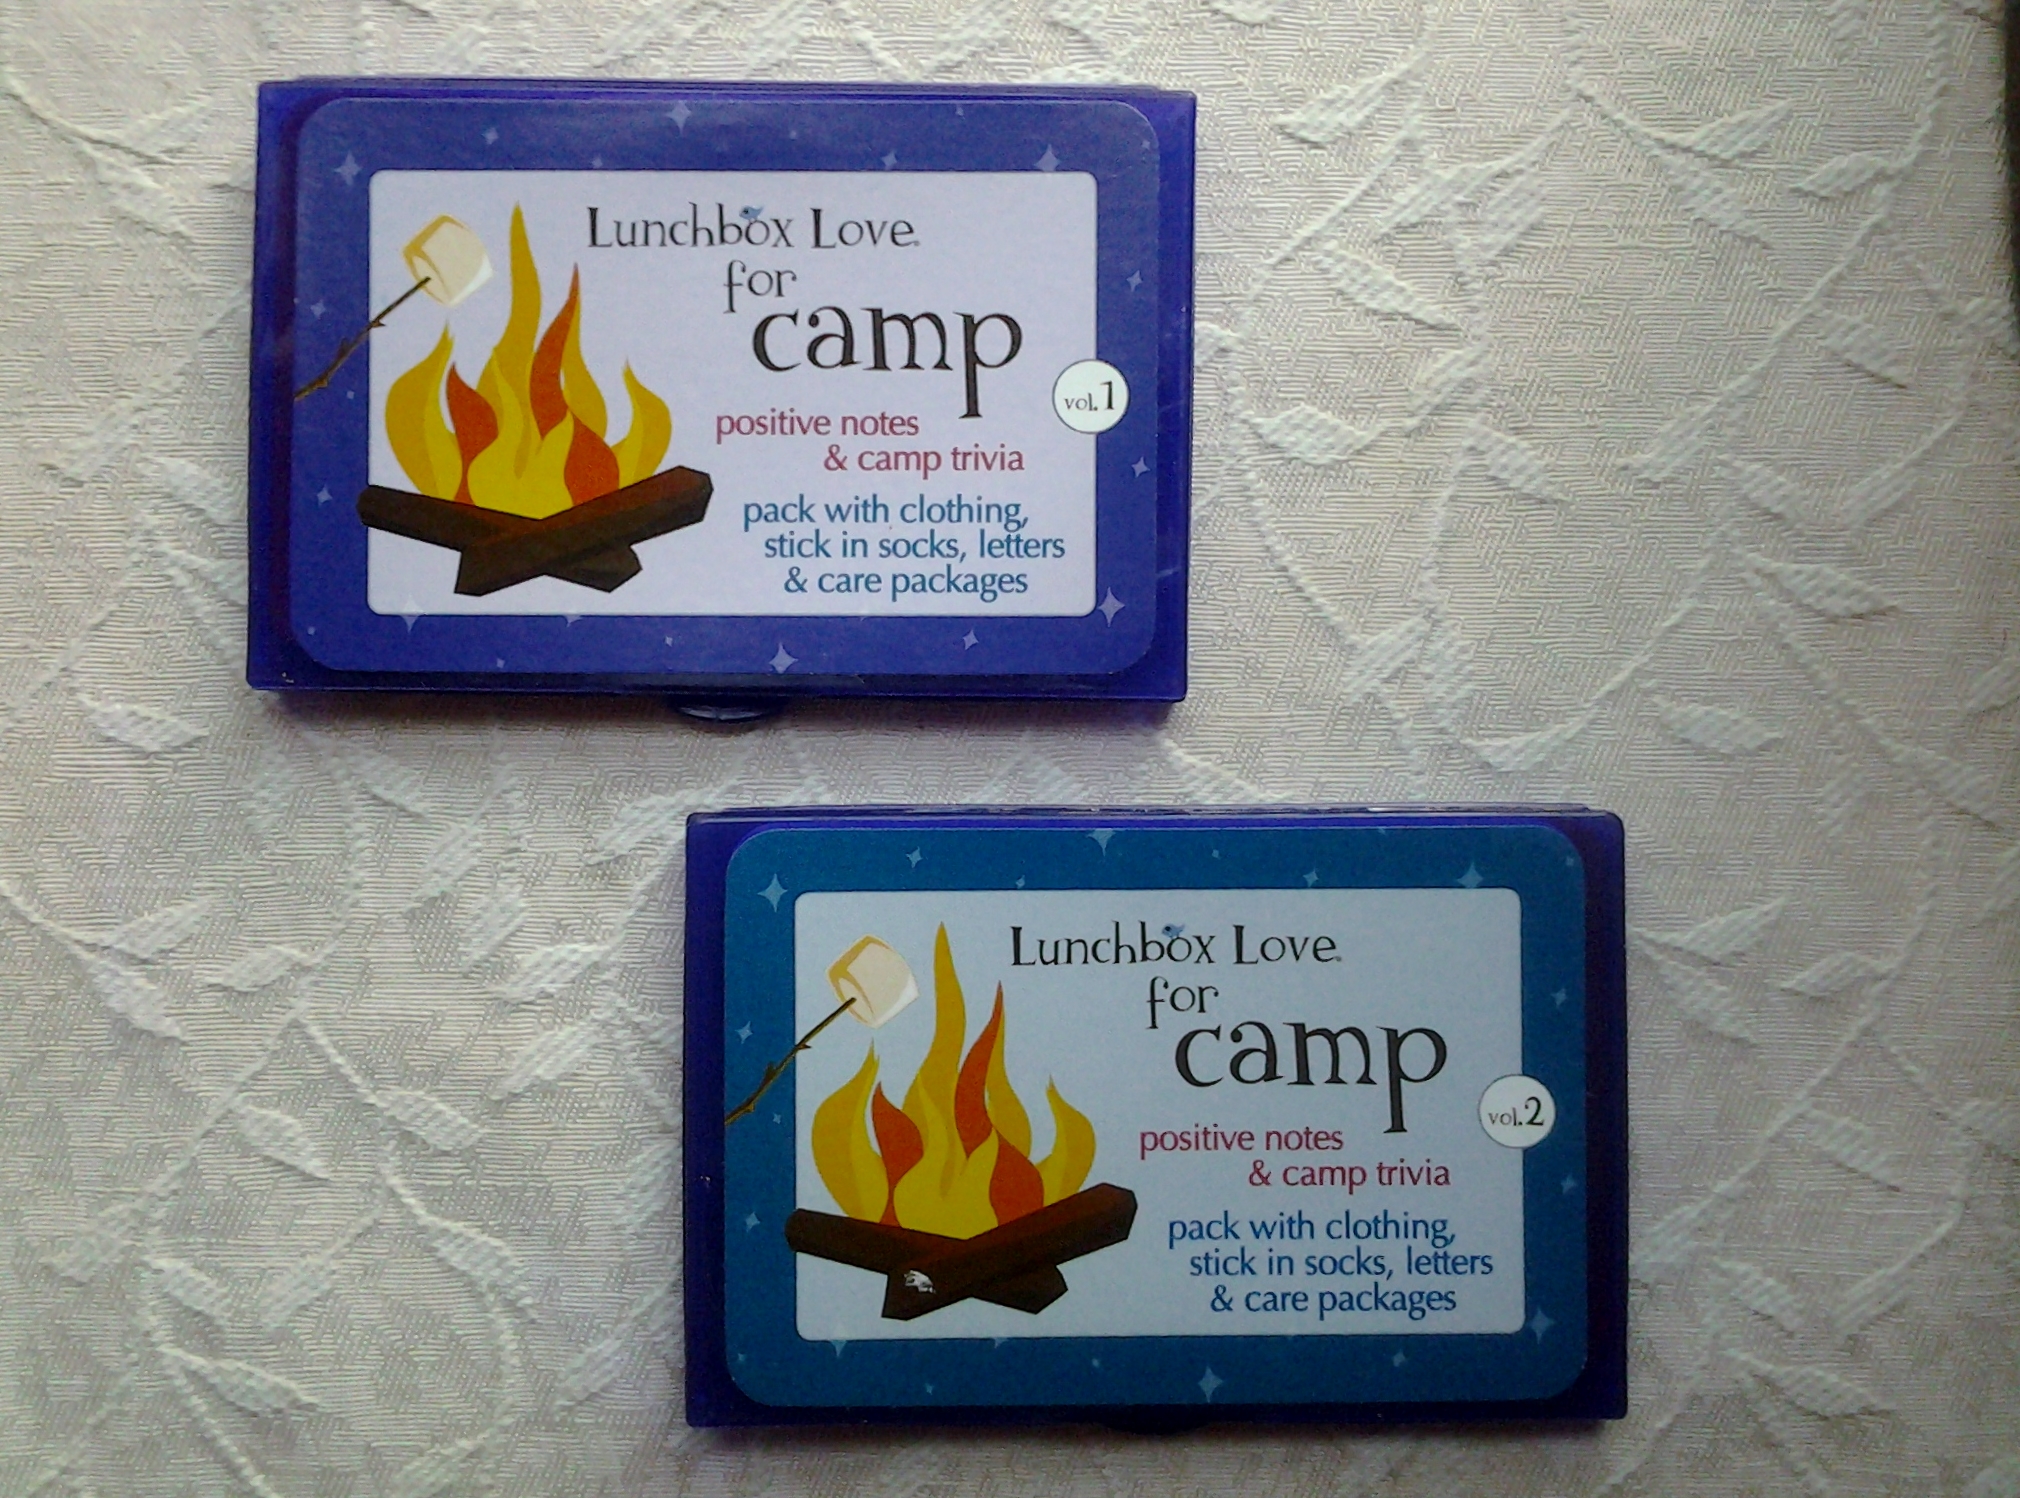 Lunchbox Love
for
camp
vol.1
positive notes
& camp trivia
pack with clothing,
stick in socks, letters
& care packages
Lunchbox Love
for
camp
vol.2
positive notes
& camp trivia
pack with clothing,
stick in socks, letters
& care packages